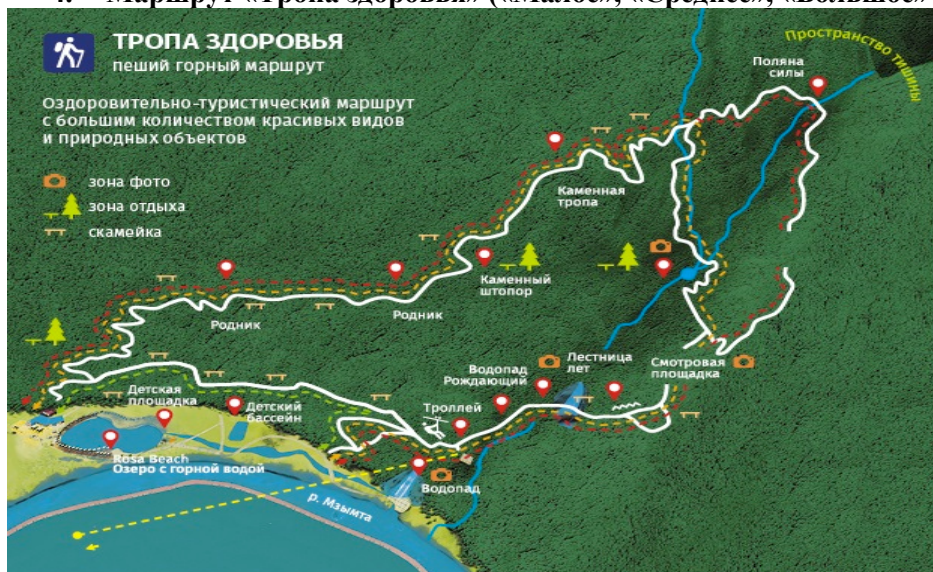 4. Маршрут «Тропа здоровья» («Малое», «Среднее», «Большое»
ТРОПА ЗДОРОВЬЯ
пеший горный маршрут
Оздоровительно-туристический маршрут
с большим количеством красивых видов
и природных объектов
зона фото
зона отдыха
скамейка
Пространство тишины
Поляна
силы
Каменная
тропа
Каменный
штопор
Родник
Родник
Лестница
лет
Смотровая
площадка
Водопад
Рождающий
Троллей
Детская
площадка
Детский
бассейн
Rosa Beach
Озеро с горной водой
Водопад
р. Мзымта